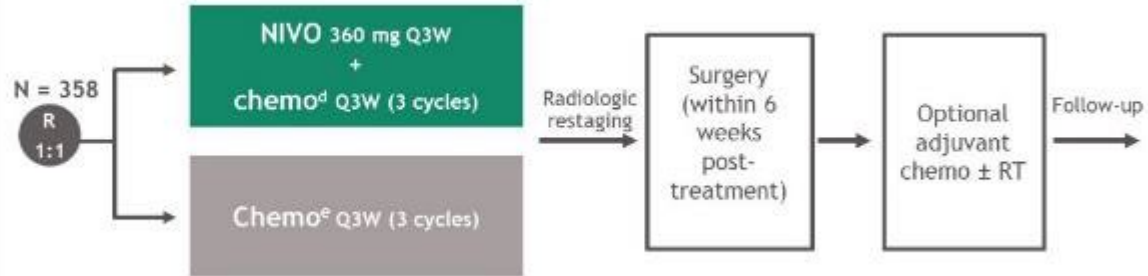 N = 358
R
1:1
NIVO 360 mg Q3W
+
chemoᵈ Q3W (3 cycles)
Chemoᵉ Q3W (3 cycles)
Radiologic
restaging
Surgery
(within 6
weeks
post-
treatment)
Optional
adjuvant
chemo ± RT
Follow-up